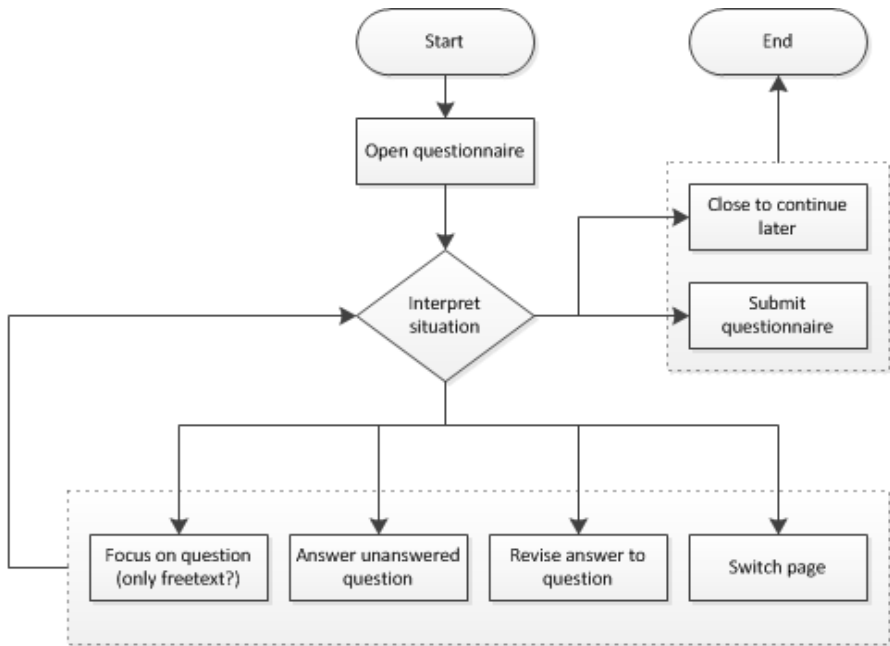 Start
End
Open questionnaire
Close to continue
later
Interpret
situation
Submit
questionnaire
Focus on question
(only freetext?)
Answer unanswered
question
Revise answer to
question
Switch page